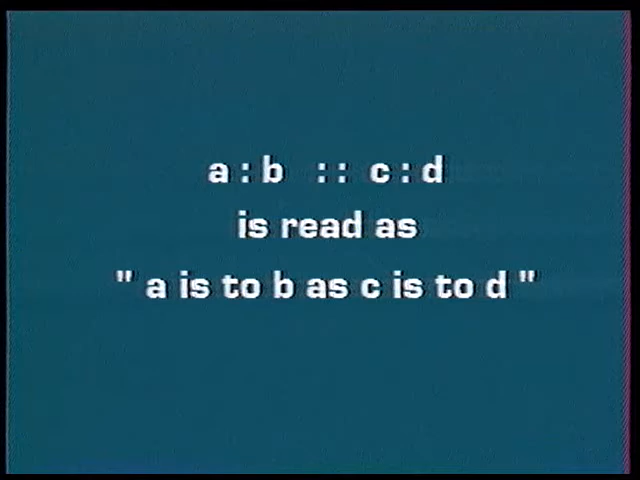 a : b :: c : d
is read as
" a is to b as c is to d "